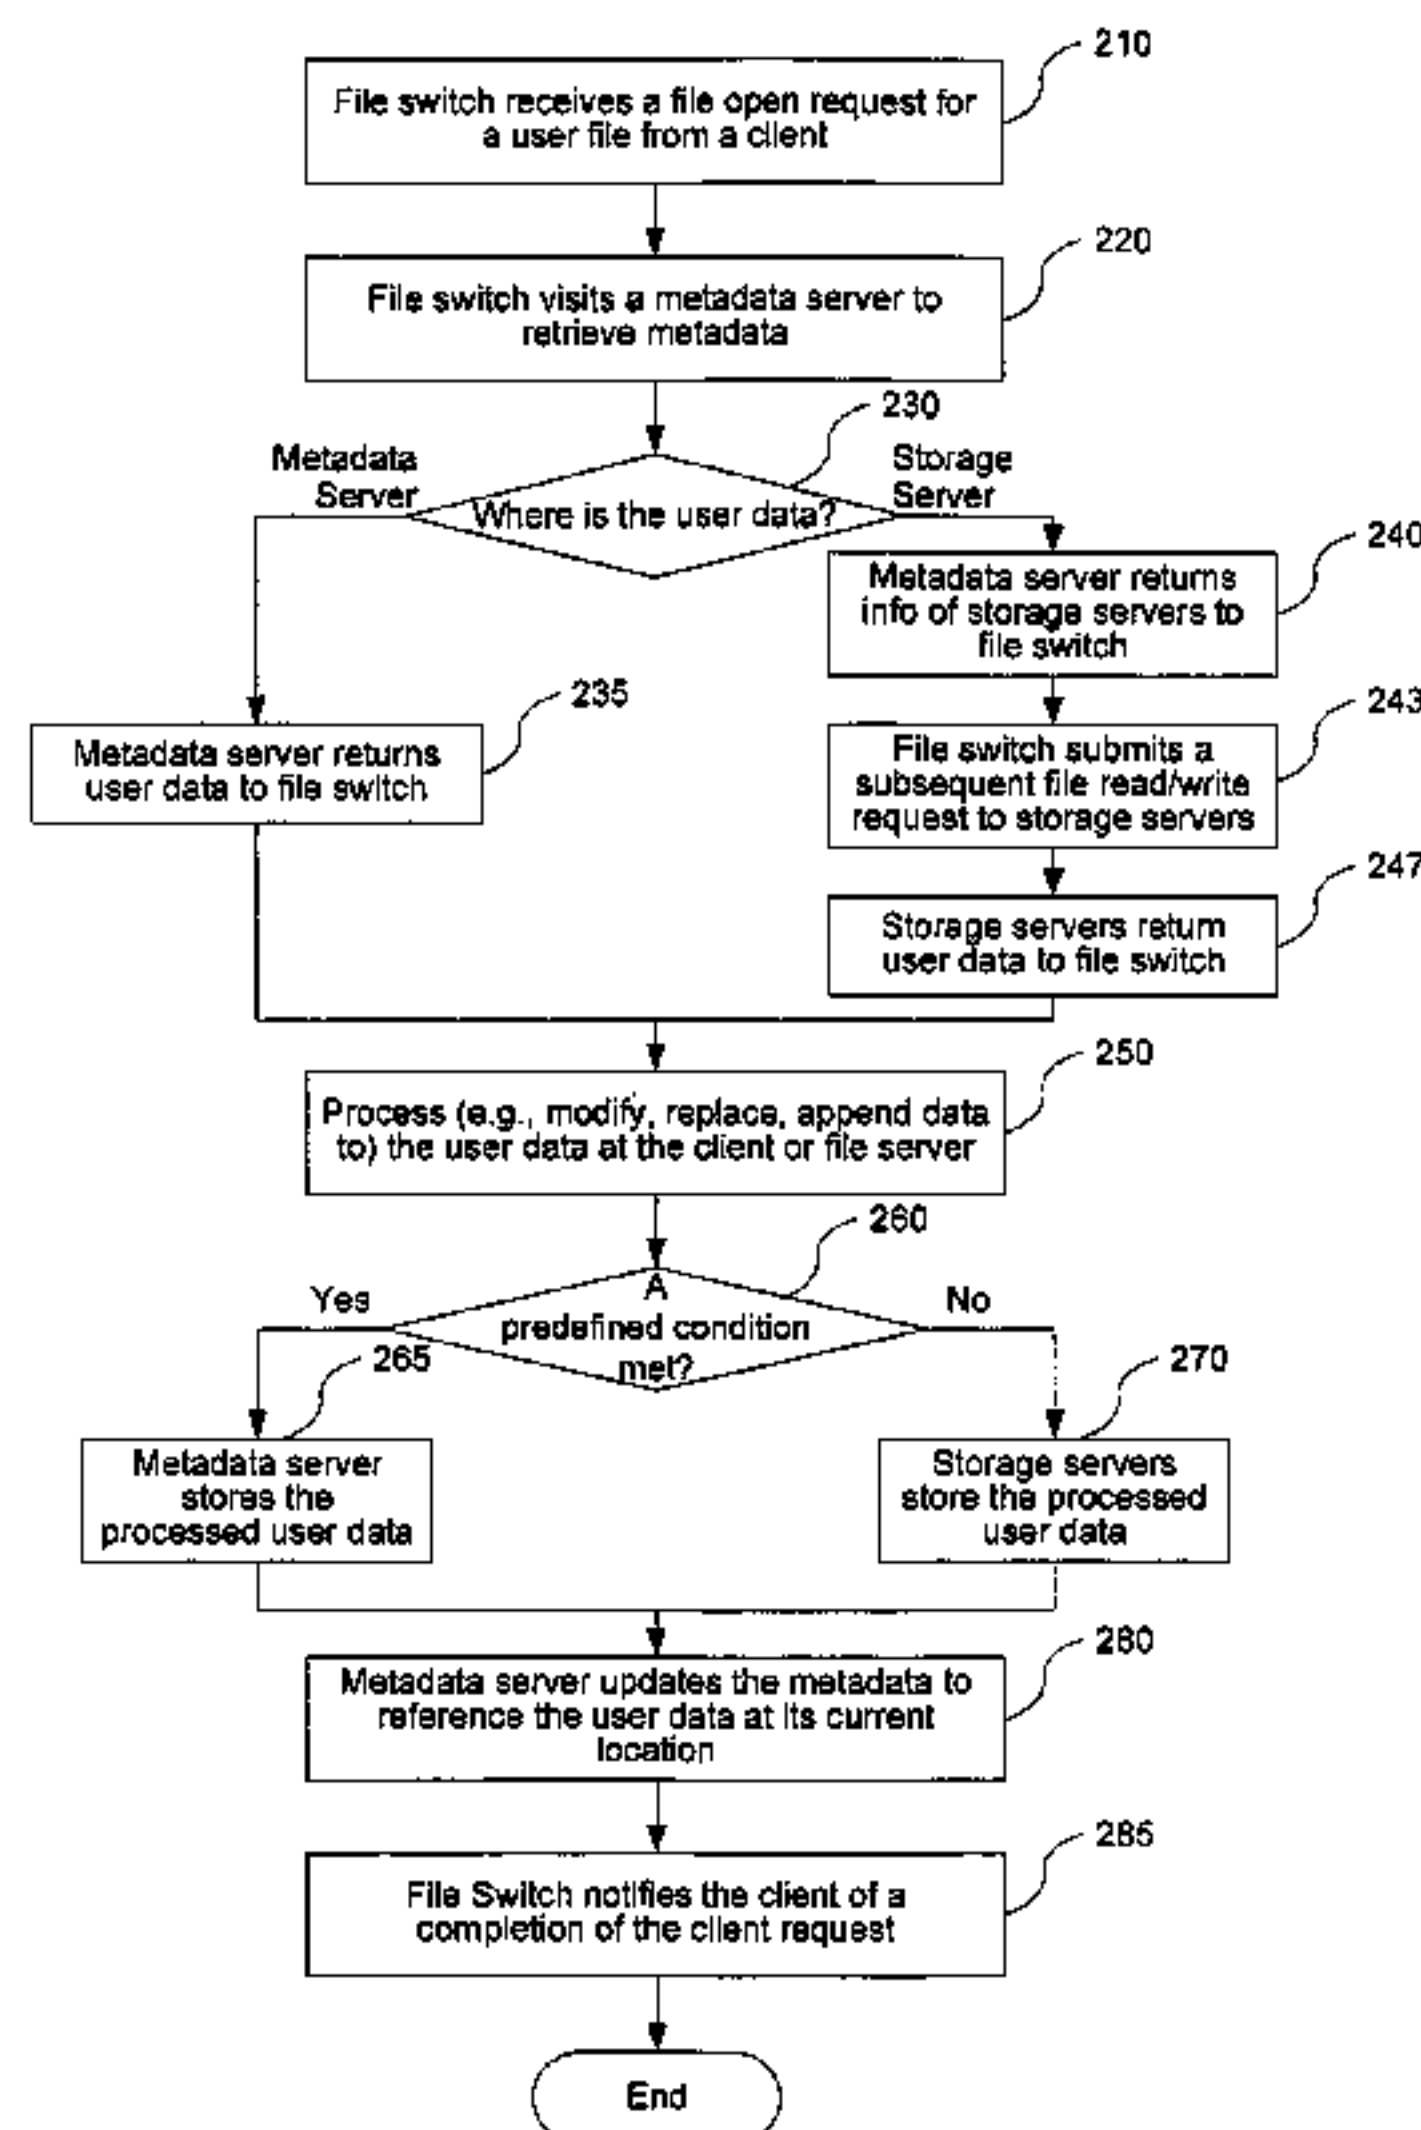 210
File switch receives a file open request for
a user file from a client
220
File switch visits a metadata server to
retrieve metadata
230
Metadata
Server
Storage
Server
Where is the user data?
240
Metadata server returns
info of storage servers to
file switch
235
Metadata server returns
user data to file switch
243
File switch submits a
subsequent file read/write
request to storage servers
247
Storage servers return
user data to file switch
250
Process (e.g., modify, replace, append data
to) the user data at the client or file server
260
Yes
A
predefined condition
met?
No
265
Metadata server
stores the
processed user data
270
Storage servers
store the processed
user data
280
Metadata server updates the metadata to
reference the user data at its current
location
285
File Switch notifies the client of a
completion of the client request
End